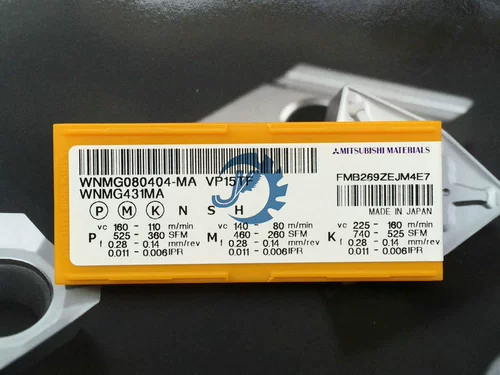 WNMG080404-MA VP15TF
WNMG431MA
MITSUBISHI MATERIALS
FMB269ZEJM4E7
MADE IN JAPAN
P M K N S H
P vc 160 - 110 m/min
525 - 360 SFM
f 0.28 - 0.14 mm/rev
0.011 - 0.006IPR
M vc 140 - 80 m/min
460 - 260 SFM
f 0.28 - 0.14 mm/rev
0.011 - 0.006IPR
K vc 225 - 160 m/min
740 - 525 SFM
f 0.28 - 0.14 mm/rev
0.011 - 0.006IPR